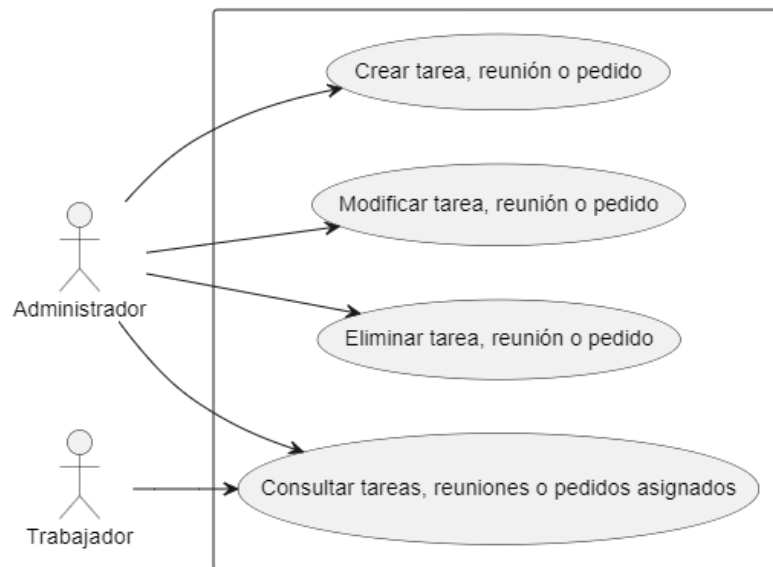 Crear tarea, reunión o pedido
Modificar tarea, reunión o pedido
Administrador
Eliminar tarea, reunión o pedido
Consultar tareas, reuniones o pedidos asignados
Trabajador